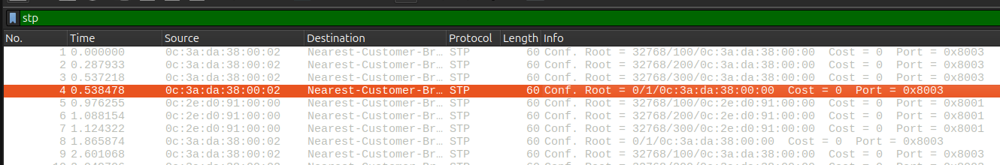 stp
No. Time Source Destination Protocol Length Info
1 0.000000 0c:3a:da:38:00:02 Nearest-Customer-Br… STP 60 Conf. Root = 32768/100/0c:3a:da:38:00:00 Cost = 0 Port = 0x8003
2 0.287933 0c:3a:da:38:00:02 Nearest-Customer-Br… STP 60 Conf. Root = 32768/200/0c:3a:da:38:00:00 Cost = 0 Port = 0x8003
3 0.537218 0c:3a:da:38:00:02 Nearest-Customer-Br… STP 60 Conf. Root = 32768/300/0c:3a:da:38:00:00 Cost = 0 Port = 0x8003
4 0.538478 0c:3a:da:38:00:02 Nearest-Customer-Br… STP 60 Conf. Root = 0/1/0c:3a:da:38:00:00 Cost = 0 Port = 0x8003
5 0.976255 0c:2e:d0:91:00:00 Nearest-Customer-Br… STP 60 Conf. Root = 32768/100/0c:2e:d0:91:00:00 Cost = 0 Port = 0x8001
6 1.088154 0c:2e:d0:91:00:00 Nearest-Customer-Br… STP 60 Conf. Root = 32768/200/0c:2e:d0:91:00:00 Cost = 0 Port = 0x8001
7 1.124322 0c:2e:d0:91:00:00 Nearest-Customer-Br… STP 60 Conf. Root = 32768/300/0c:2e:d0:91:00:00 Cost = 0 Port = 0x8001
8 1.865874 0c:3a:da:38:00:02 Nearest-Customer-Br… STP 60 Conf. Root = 0/1/0c:3a:da:38:00:00 Cost = 0 Port = 0x8003
9 2.601068 0c:3a:da:38:00:02 Nearest-Customer-Br… STP 60 Conf. Root = 32768/200/0c:3a:da:38:00:00 Cost = 0 Port = 0x8003